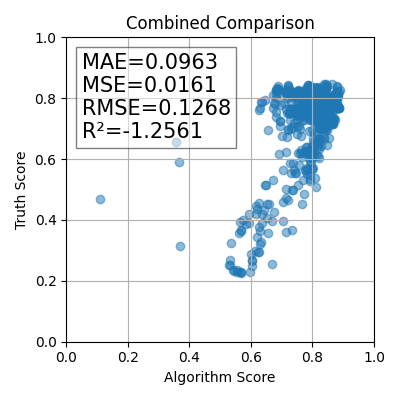 Combined Comparison
MAE=0.0963
MSE=0.0161
RMSE=0.1268
R²=-1.2561
Truth Score
1.0
0.8
0.6
0.4
0.2
0.0
0.0 0.2 0.4 0.6 0.8 1.0
Algorithm Score